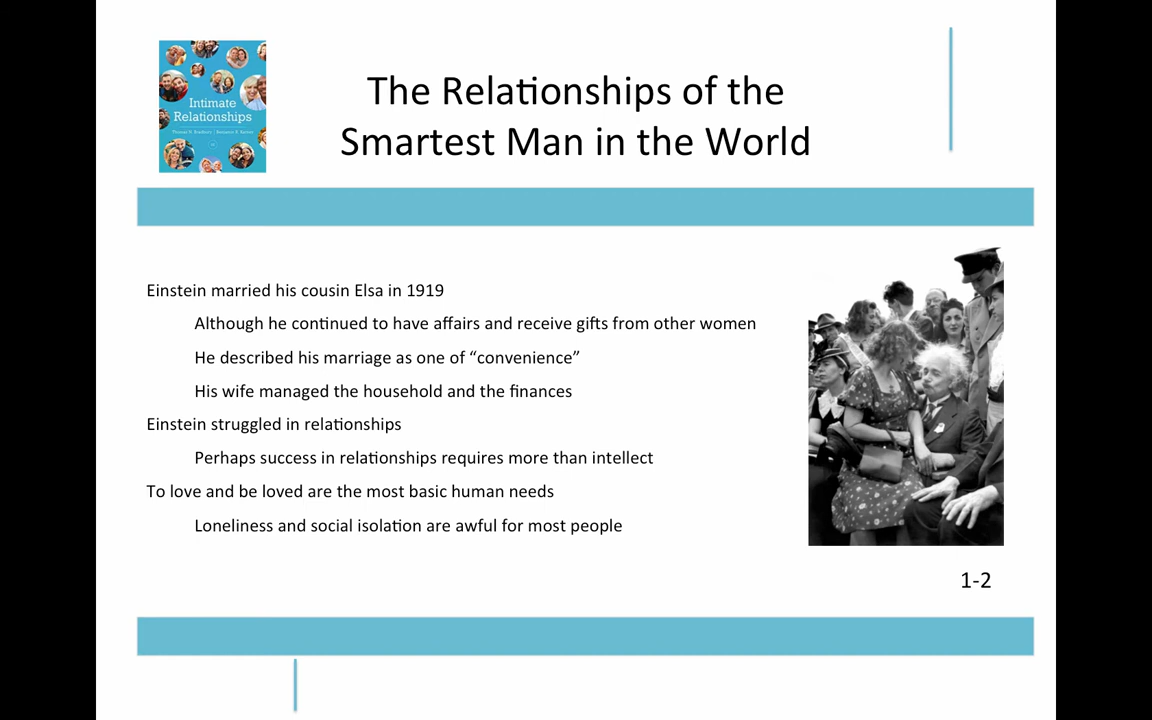 The Relationships of the
Smartest Man in the World
Intimate
Relationships
Einstein married his cousin Elsa in 1919
Although he continued to have affairs and receive gifts from other women
He described his marriage as one of “convenience”
His wife managed the household and the finances
Einstein struggled in relationships
Perhaps success in relationships requires more than intellect
To love and be loved are the most basic human needs
Loneliness and social isolation are awful for most people
1-2